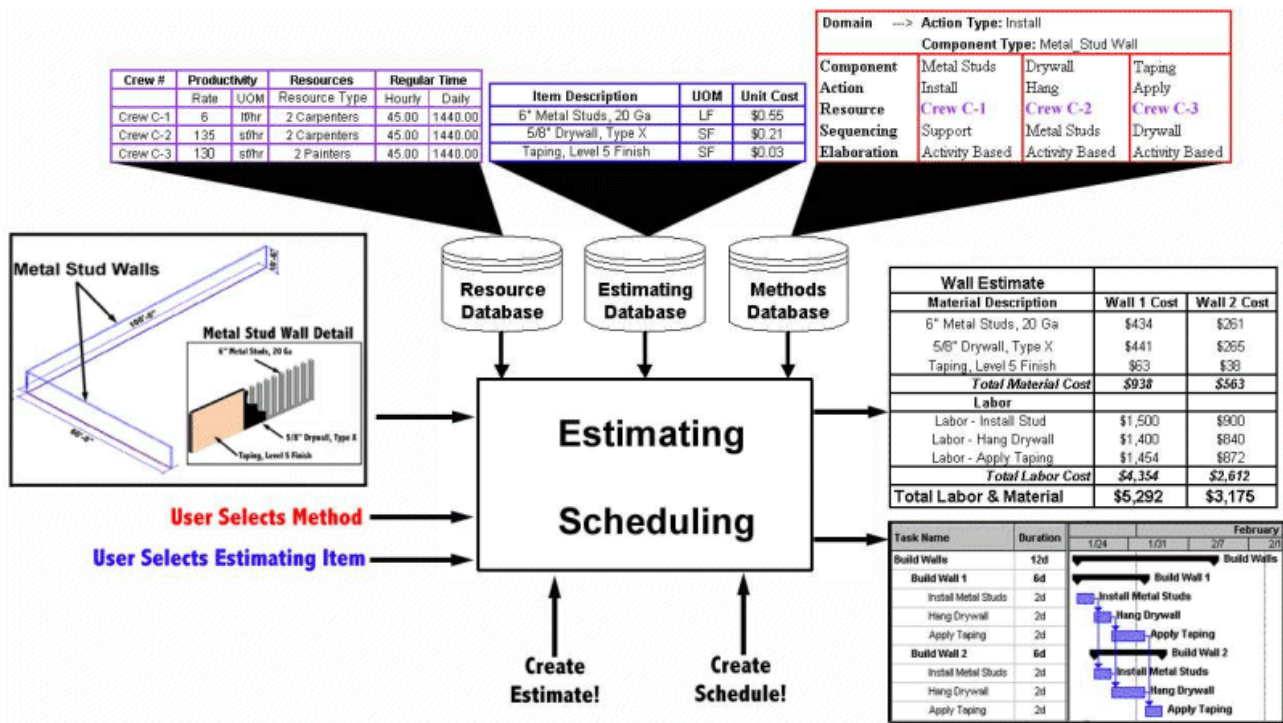 Crew # Productivity Resources Regular Time
Rate UOM Resource Type Hourly Daily
Crew C-1 6 lf/hr 2 Carpenters 45.00 1440.00
Crew C-2 135 sf/hr 2 Carpenters 45.00 1440.00
Crew C-3 130 sf/hr 2 Painters 45.00 1440.00
Item Description UOM Unit Cost
6" Metal Studs, 20 Ga LF $0.55
5/8" Drywall, Type X SF $0.21
Taping, Level 5 Finish SF $0.03
Domain ---> Action Type: Install
Component Type: Metal_Stud Wall
Component Metal Studs Drywall Taping
Action Install Hang Apply
Resource Crew C-1 Crew C-2 Crew C-3
Sequencing Support Metal Studs Drywall
Elaboration Activity Based Activity Based Activity Based
Metal Stud Walls
100'-0"
Metal Stud Wall Detail
6" Metal Studs, 20 Ga
5/8" Drywall, Type X
Taping, Level 5 Finish
Resource Database
Estimating Database
Methods Database
Estimating
Scheduling
User Selects Method
User Selects Estimating Item
Create Estimate!
Create Schedule!
Wall Estimate
Material Description Wall 1 Cost Wall 2 Cost
6" Metal Studs, 20 Ga $434 $261
5/8" Drywall, Type X $441 $265
Taping, Level 5 Finish $63 $38
Total Material Cost $938 $563
Labor
Labor - Install Stud $1,500 $900
Labor - Hang Drywall $1,400 $840
Labor - Apply Taping $1,454 $872
Total Labor Cost $4,354 $2,612
Total Labor & Material $5,292 $3,175
Task Name Duration February
1/24 1/31 2/7 2/1
Build Walls 12d Build Walls
Build Wall 1 6d Build Wall 1
Install Metal Studs 2d Install Metal Studs
Hang Drywall 2d Hang Drywall
Apply Taping 2d Apply Taping
Build Wall 2 6d Build Wall 2
Install Metal Studs 2d Install Metal Studs
Hang Drywall 2d Hang Drywall
Apply Taping 2d Apply Taping